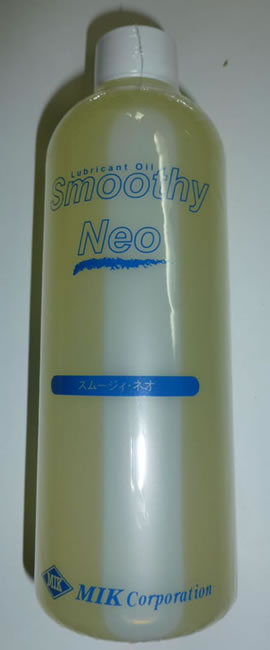 Lubricant Oil
Smoothy
Neo
スムージィ・ネオ
MIK
MIK Corporation